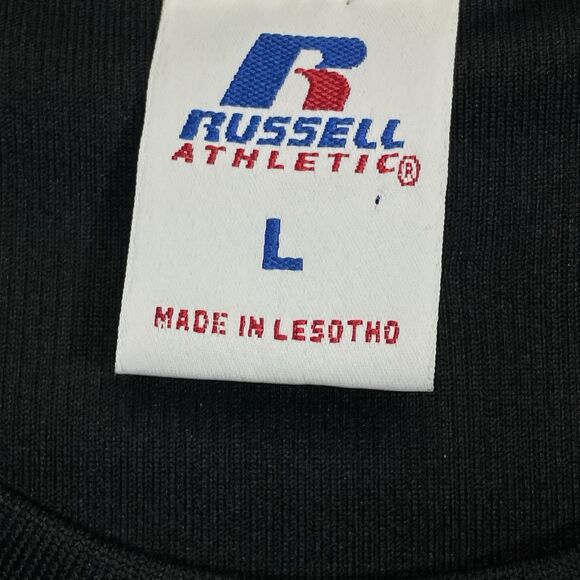 R
RUSSELL
ATHLETIC®
L
MADE IN LESOTHO